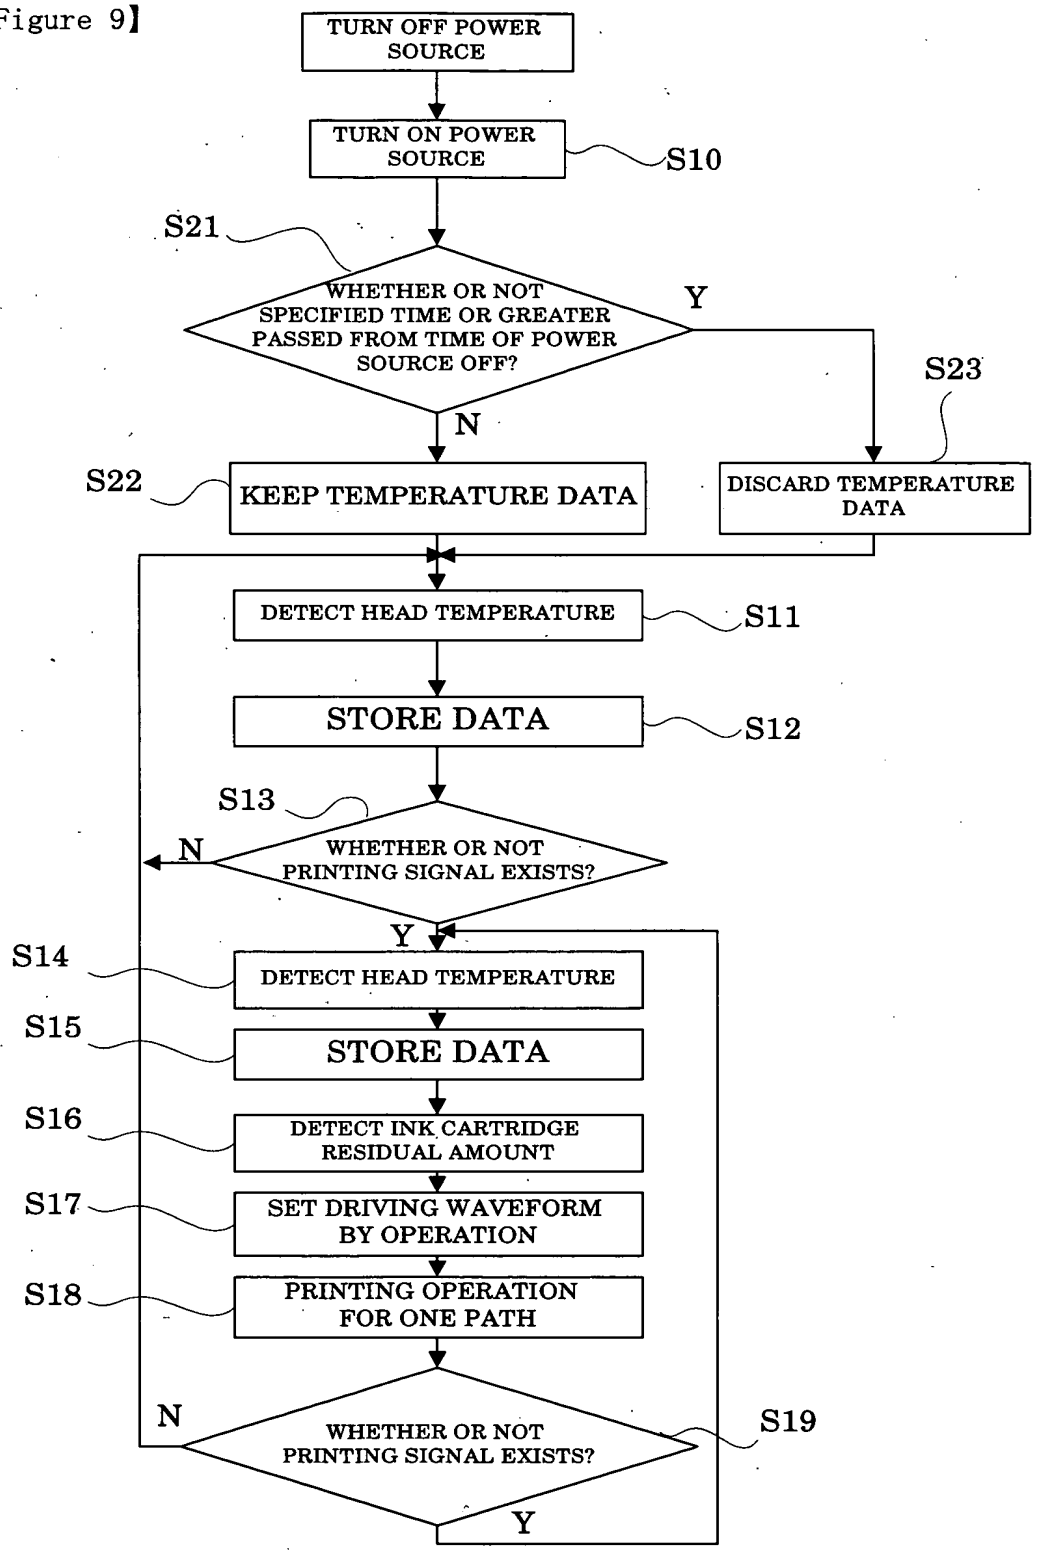 Figure 9】
TURN OFF POWER
SOURCE
TURN ON POWER
SOURCE
S10
S21
WHETHER OR NOT
SPECIFIED TIME OR GREATER
PASSED FROM TIME OF POWER
SOURCE OFF?
Y
N
S23
S22
KEEP TEMPERATURE DATA
DISCARD TEMPERATURE
DATA
DETECT HEAD TEMPERATURE
S11
STORE DATA
S12
S13
WHETHER OR NOT
PRINTING SIGNAL EXISTS?
N
Y
S14
DETECT HEAD TEMPERATURE
S15
STORE DATA
S16
DETECT INK CARTRIDGE
RESIDUAL AMOUNT
S17
SET DRIVING WAVEFORM
BY OPERATION
S18
PRINTING OPERATION
FOR ONE PATH
N
WHETHER OR NOT
PRINTING SIGNAL EXISTS?
S19
Y